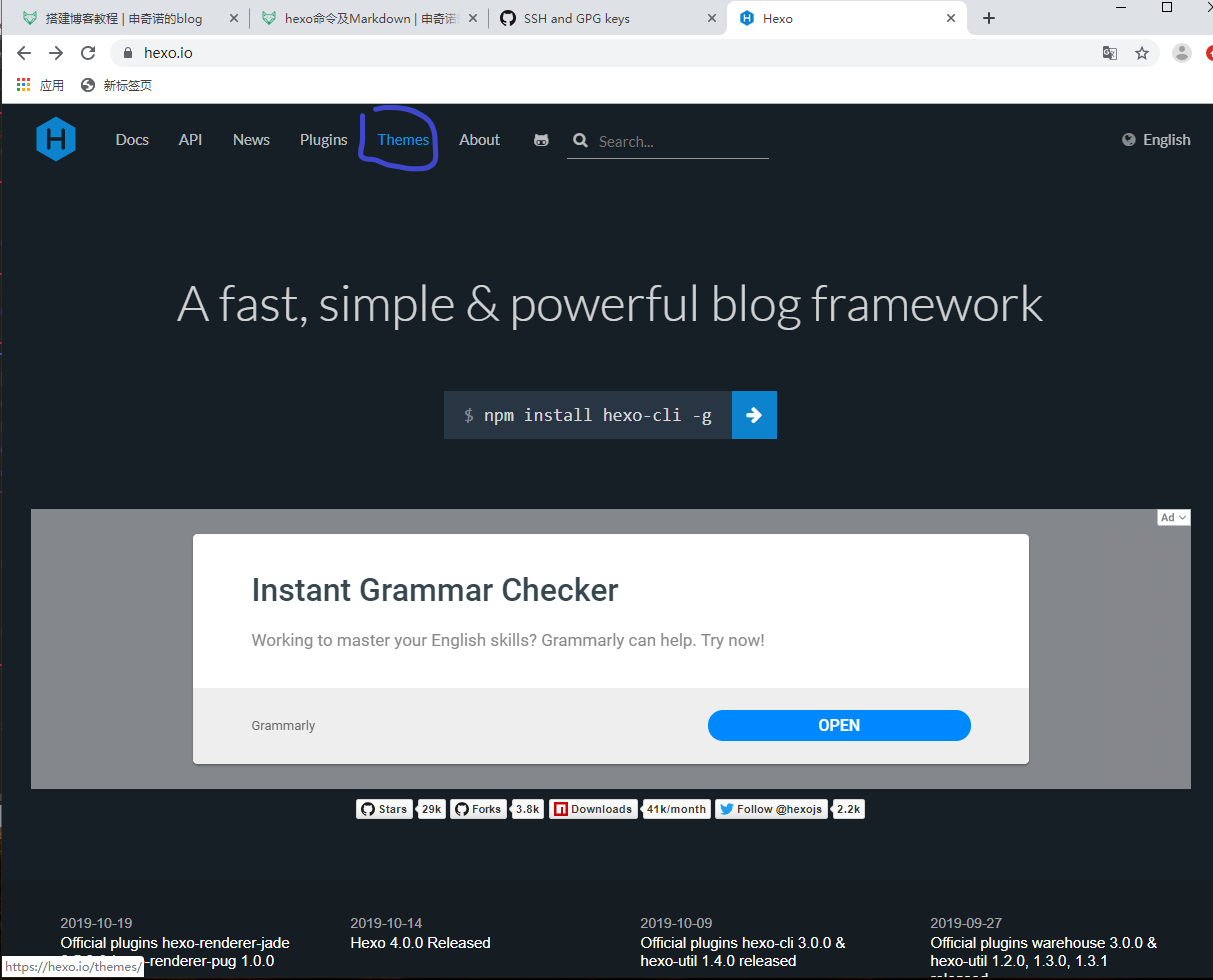 搭建博客教程 | 申奇诺的blog
hexo命令及Markdown | 申奇诺
SSH and GPG keys
Hexo
hexo.io
应用
新标签页
Docs
API
News
Plugins
Themes
About
Search...
English
A fast, simple & powerful blog framework
$ npm install hexo-cli -g
Ad
Instant Grammar Checker
Working to master your English skills? Grammarly can help. Try now!
Grammarly
OPEN
Stars 29k
Forks 3.8k
Downloads 41k/month
Follow @hexojs 2.2k
2019-10-19
Official plugins hexo-renderer-jade
-renderer-pug 1.0.0
2019-10-14
Hexo 4.0.0 Released
2019-10-09
Official plugins hexo-cli 3.0.0 &
hexo-util 1.4.0 released
2019-09-27
Official plugins warehouse 3.0.0 &
hexo-util 1.2.0, 1.3.0, 1.3.1
released
https://hexo.io/themes/